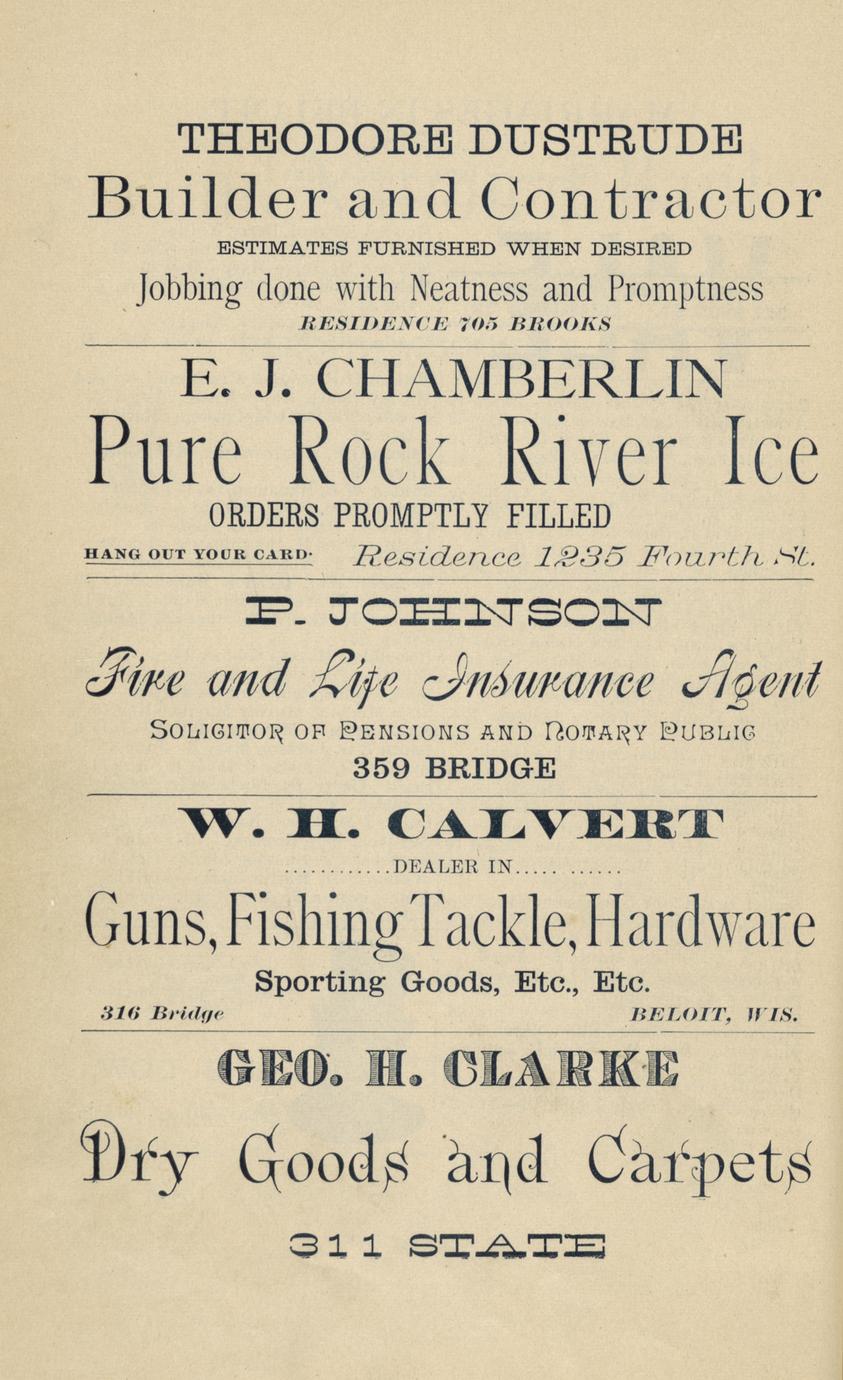 THEODORE DUSTRUDE
Builder and Contractor
ESTIMATES FURNISHED WHEN DESIRED
Jobbing done with Neatness and Promptness
RESIDENCE 705 BROOKS
E. J. CHAMBERLIN
Pure Rock River Ice
ORDERS PROMPTLY FILLED
HANG OUT YOUR CARD. Residence 1235 Fourth St.
P. JOHNSON
Fire and Life Insurance Agent
SOLICITOR OF PENSIONS AND NOTARY PUBLIC
359 BRIDGE
W. H. CALVERT
............DEALER IN..... ......
Guns, Fishing Tackle, Hardware
Sporting Goods, Etc., Etc.
316 Bridge BELOIT, WIS.
GEO. H. CLARKE
Dry Goods and Carpets
311 STATE